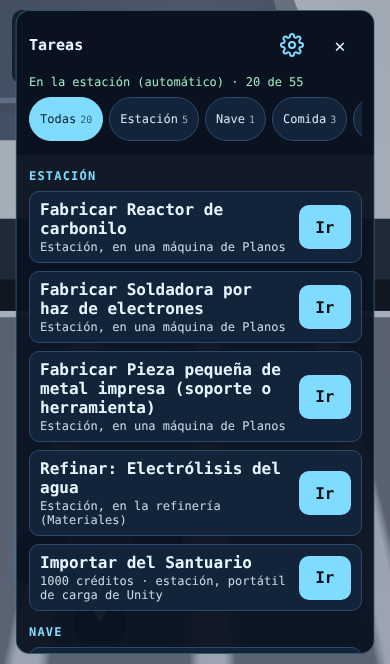 Tareas
×
En la estación (automático) · 20 de 55
Todas 20
Estación 5
Nave 1
Comida 3
ESTACIÓN
Fabricar Reactor de
carbonilo
Estación, en una máquina de Planos
Ir
Fabricar Soldadora por
haz de electrones
Estación, en una máquina de Planos
Ir
Fabricar Pieza pequeña de
metal impresa (soporte o
herramienta)
Estación, en una máquina de Planos
Ir
Refinar: Electrólisis del
agua
Estación, en la refinería
(Materiales)
Ir
Importar del Santuario
1000 créditos · estación, portátil
de carga de Unity
Ir
NAVE